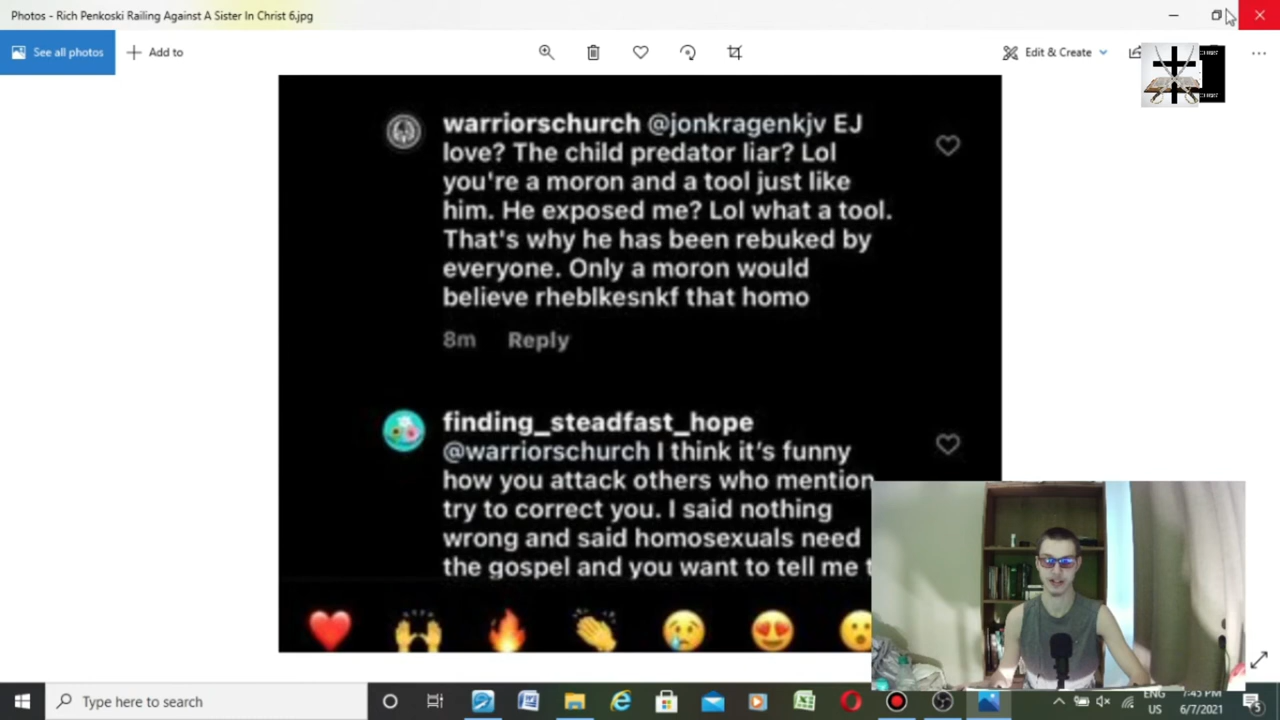 Photos - Rich Penkoski Railing Against A Sister In Christ 6.jpg
See all photos
Add to
Edit & Create
warriorschurch @jonkragenkjv EJ
love? The child predator liar? Lol
you're a moron and a tool just like
him. He exposed me? Lol what a tool.
That's why he has been rebuked by
everyone. Only a moron would
believe rheblkesnkf that homo
8m Reply
finding_steadfast_hope
@warriorschurch I think it's funny
how you attack others who mention
try to correct you. I said nothing
wrong and said homosexuals need
the gospel and you want to tell me t
Type here to search
ENG
US
7:45 PM
6/7/2021
5